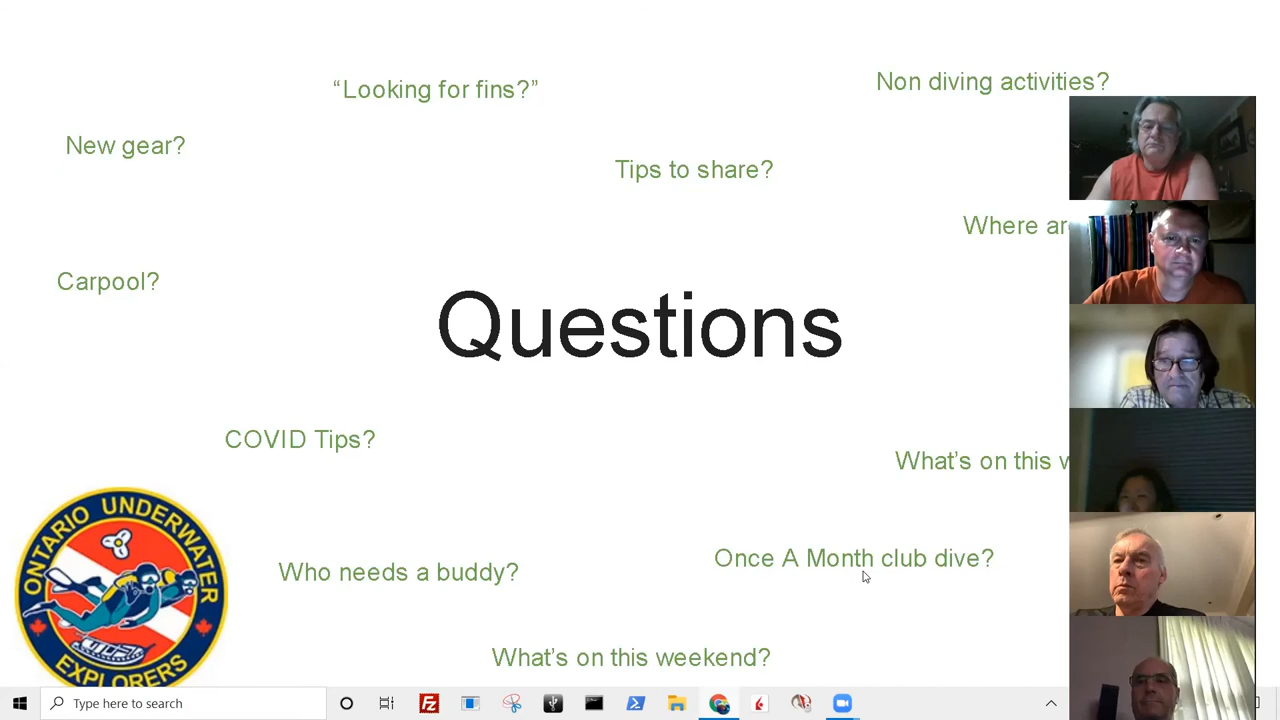 “Looking for fins?”
Non diving activities?
New gear?
Tips to share?
Where ar
Carpool?
Questions
COVID Tips?
What’s on this w
ONTARIO UNDERWATER
EXPLORERS
Who needs a buddy?
Once A Month club dive?
What’s on this weekend?
Type here to search